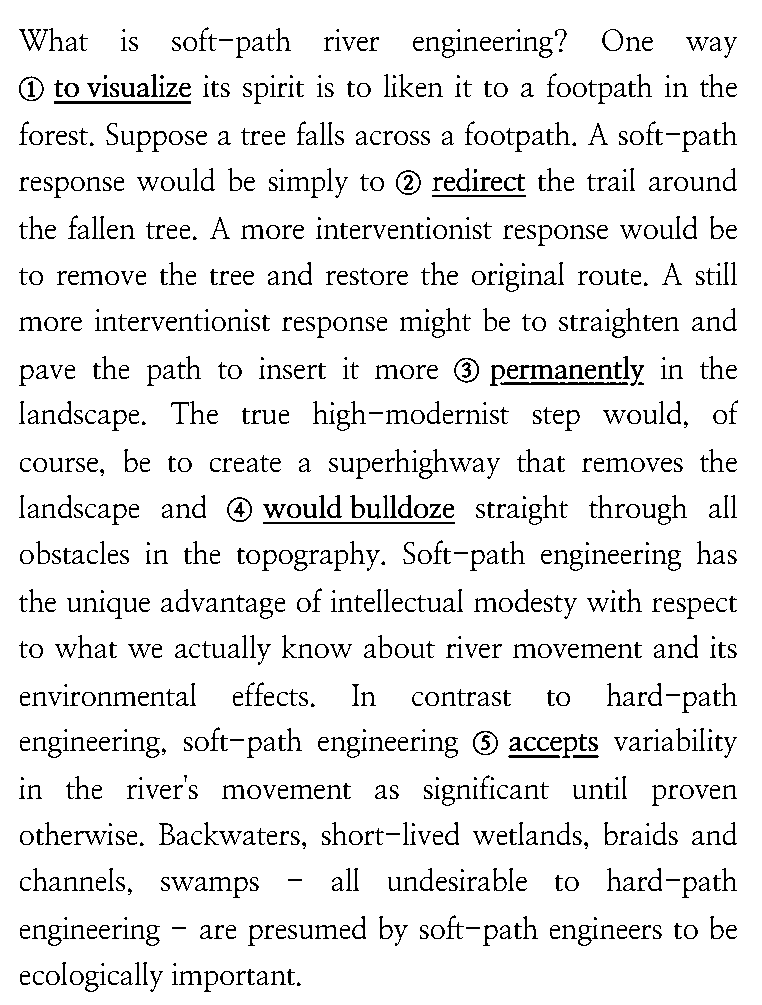 What is soft-path river engineering? One way
① to visualize its spirit is to liken it to a footpath in the
forest. Suppose a tree falls across a footpath. A soft-path
response would be simply to ② redirect the trail around
the fallen tree. A more interventionist response would be
to remove the tree and restore the original route. A still
more interventionist response might be to straighten and
pave the path to insert it more ③ permanently in the
landscape. The true high-modernist step would, of
course, be to create a superhighway that removes the
landscape and ④ would bulldoze straight through all
obstacles in the topography. Soft-path engineering has
the unique advantage of intellectual modesty with respect
to what we actually know about river movement and its
environmental effects. In contrast to hard-path
engineering, soft-path engineering ⑤ accepts variability
in the river's movement as significant until proven
otherwise. Backwaters, short-lived wetlands, braids and
channels, swamps - all undesirable to hard-path
engineering - are presumed by soft-path engineers to be
ecologically important.